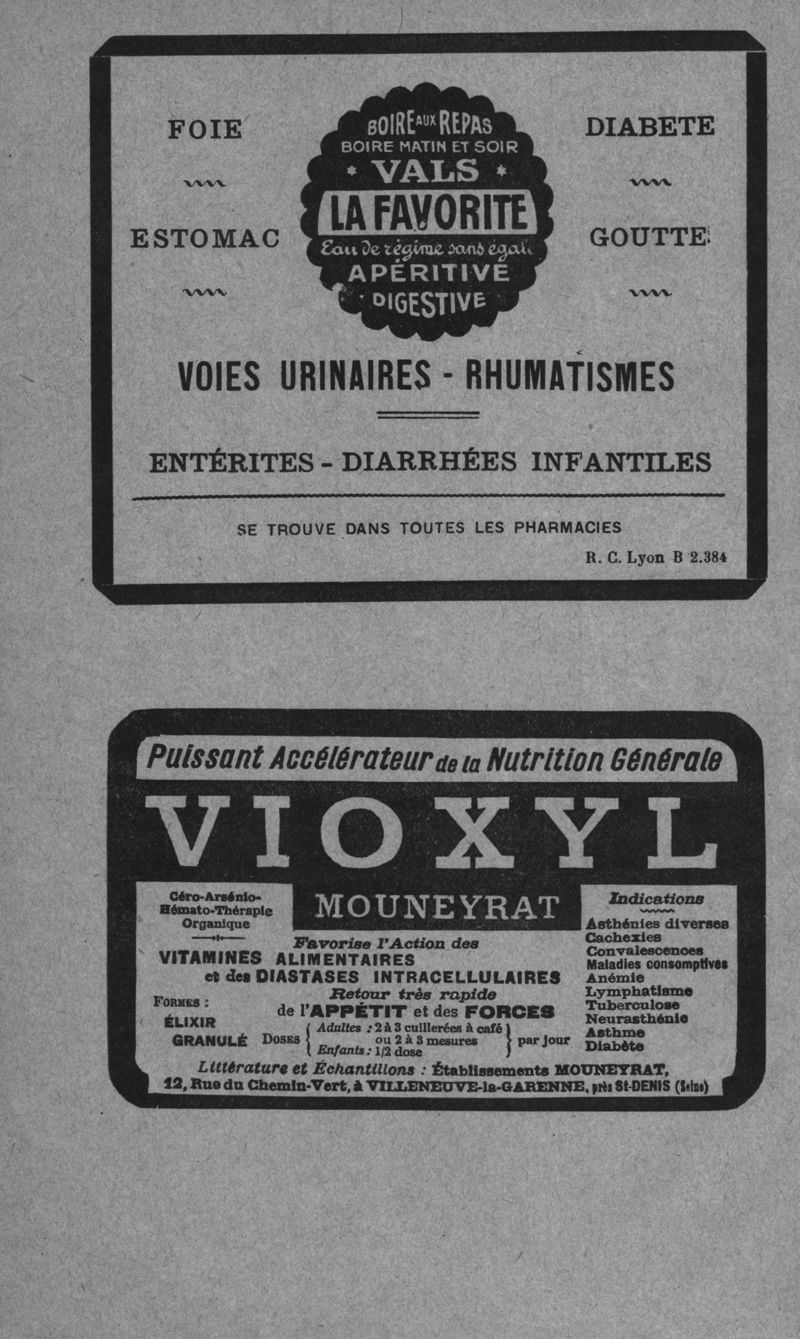 BOIRE AUX REPAS
BOIRE MATIN ET SOIR
* VALS *
LA FAVORITE
Eau de régime sans égale
APÉRITIVE
DIGESTIVE
FOIE
ESTOMAC
DIABETE
GOUTTE
VOIES URINAIRES - RHUMATISMES
ENTÉRITES - DIARRHÉES INFANTILES
SE TROUVE DANS TOUTES LES PHARMACIES
R. C. Lyon B 2.384
Puissant Accélérateur de la Nutrition Générale
VIOXYL
MOUNEYRAT
Céro-Arsénio-
Hémato-Thérapie
Organique
Favorise l'Action des
VITAMINES ALIMENTAIRES
et des DIASTASES INTRACELLULAIRES
Retour très rapide
de l'APPÉTIT et des FORCES
FORMES :
ÉLIXIR
GRANULÉ
DOSES
Adultes : 2 à 3 cuillerées à café
ou 2 à 3 mesures
Enfants : 1/2 dose
par jour
Indications
Asthénies diverses
Cachexies
Convalescences
Maladies consomptives
Anémie
Lymphatisme
Tuberculose
Neurasthénie
Asthme
Diabète
Littérature et Échantillons : Établissements MOUNEYRAT,
12, Rue du Chemin-Vert, à VILLENEUVE-la-GARENNE, près St-DENIS (Seine)